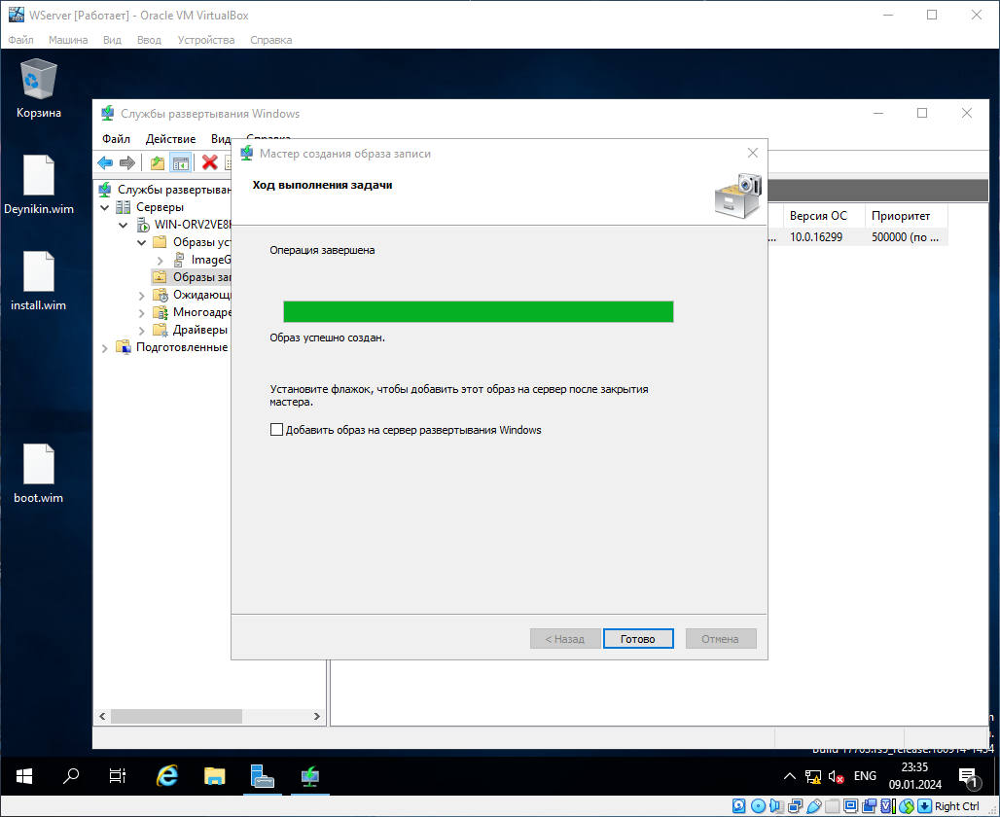 WServer [Работает] - Oracle VM VirtualBox
Файл Машина Вид Ввод Устройства Справка
Корзина
Deynikin.wim
install.wim
boot.wim
Службы развертывания Windows
Файл Действие Вид Справка
Службы развертыван
Серверы
WIN-ORV2VE8
Образы ус
ImageG
Образы за
Ожидающ
Многоадре
Драйверы
Подготовленные
Версия ОС Приоритет
... 10.0.16299 500000 (по ...
Мастер создания образа записи
Ход выполнения задачи
Операция завершена
Образ успешно создан.
Установите флажок, чтобы добавить этот образ на сервер после закрытия
мастера.
Добавить образ на сервер развертывания Windows
< Назад Готово Отмена
Build 17763.rs5_release.180914-1434
ENG
23:35
09.01.2024
1
Right Ctrl